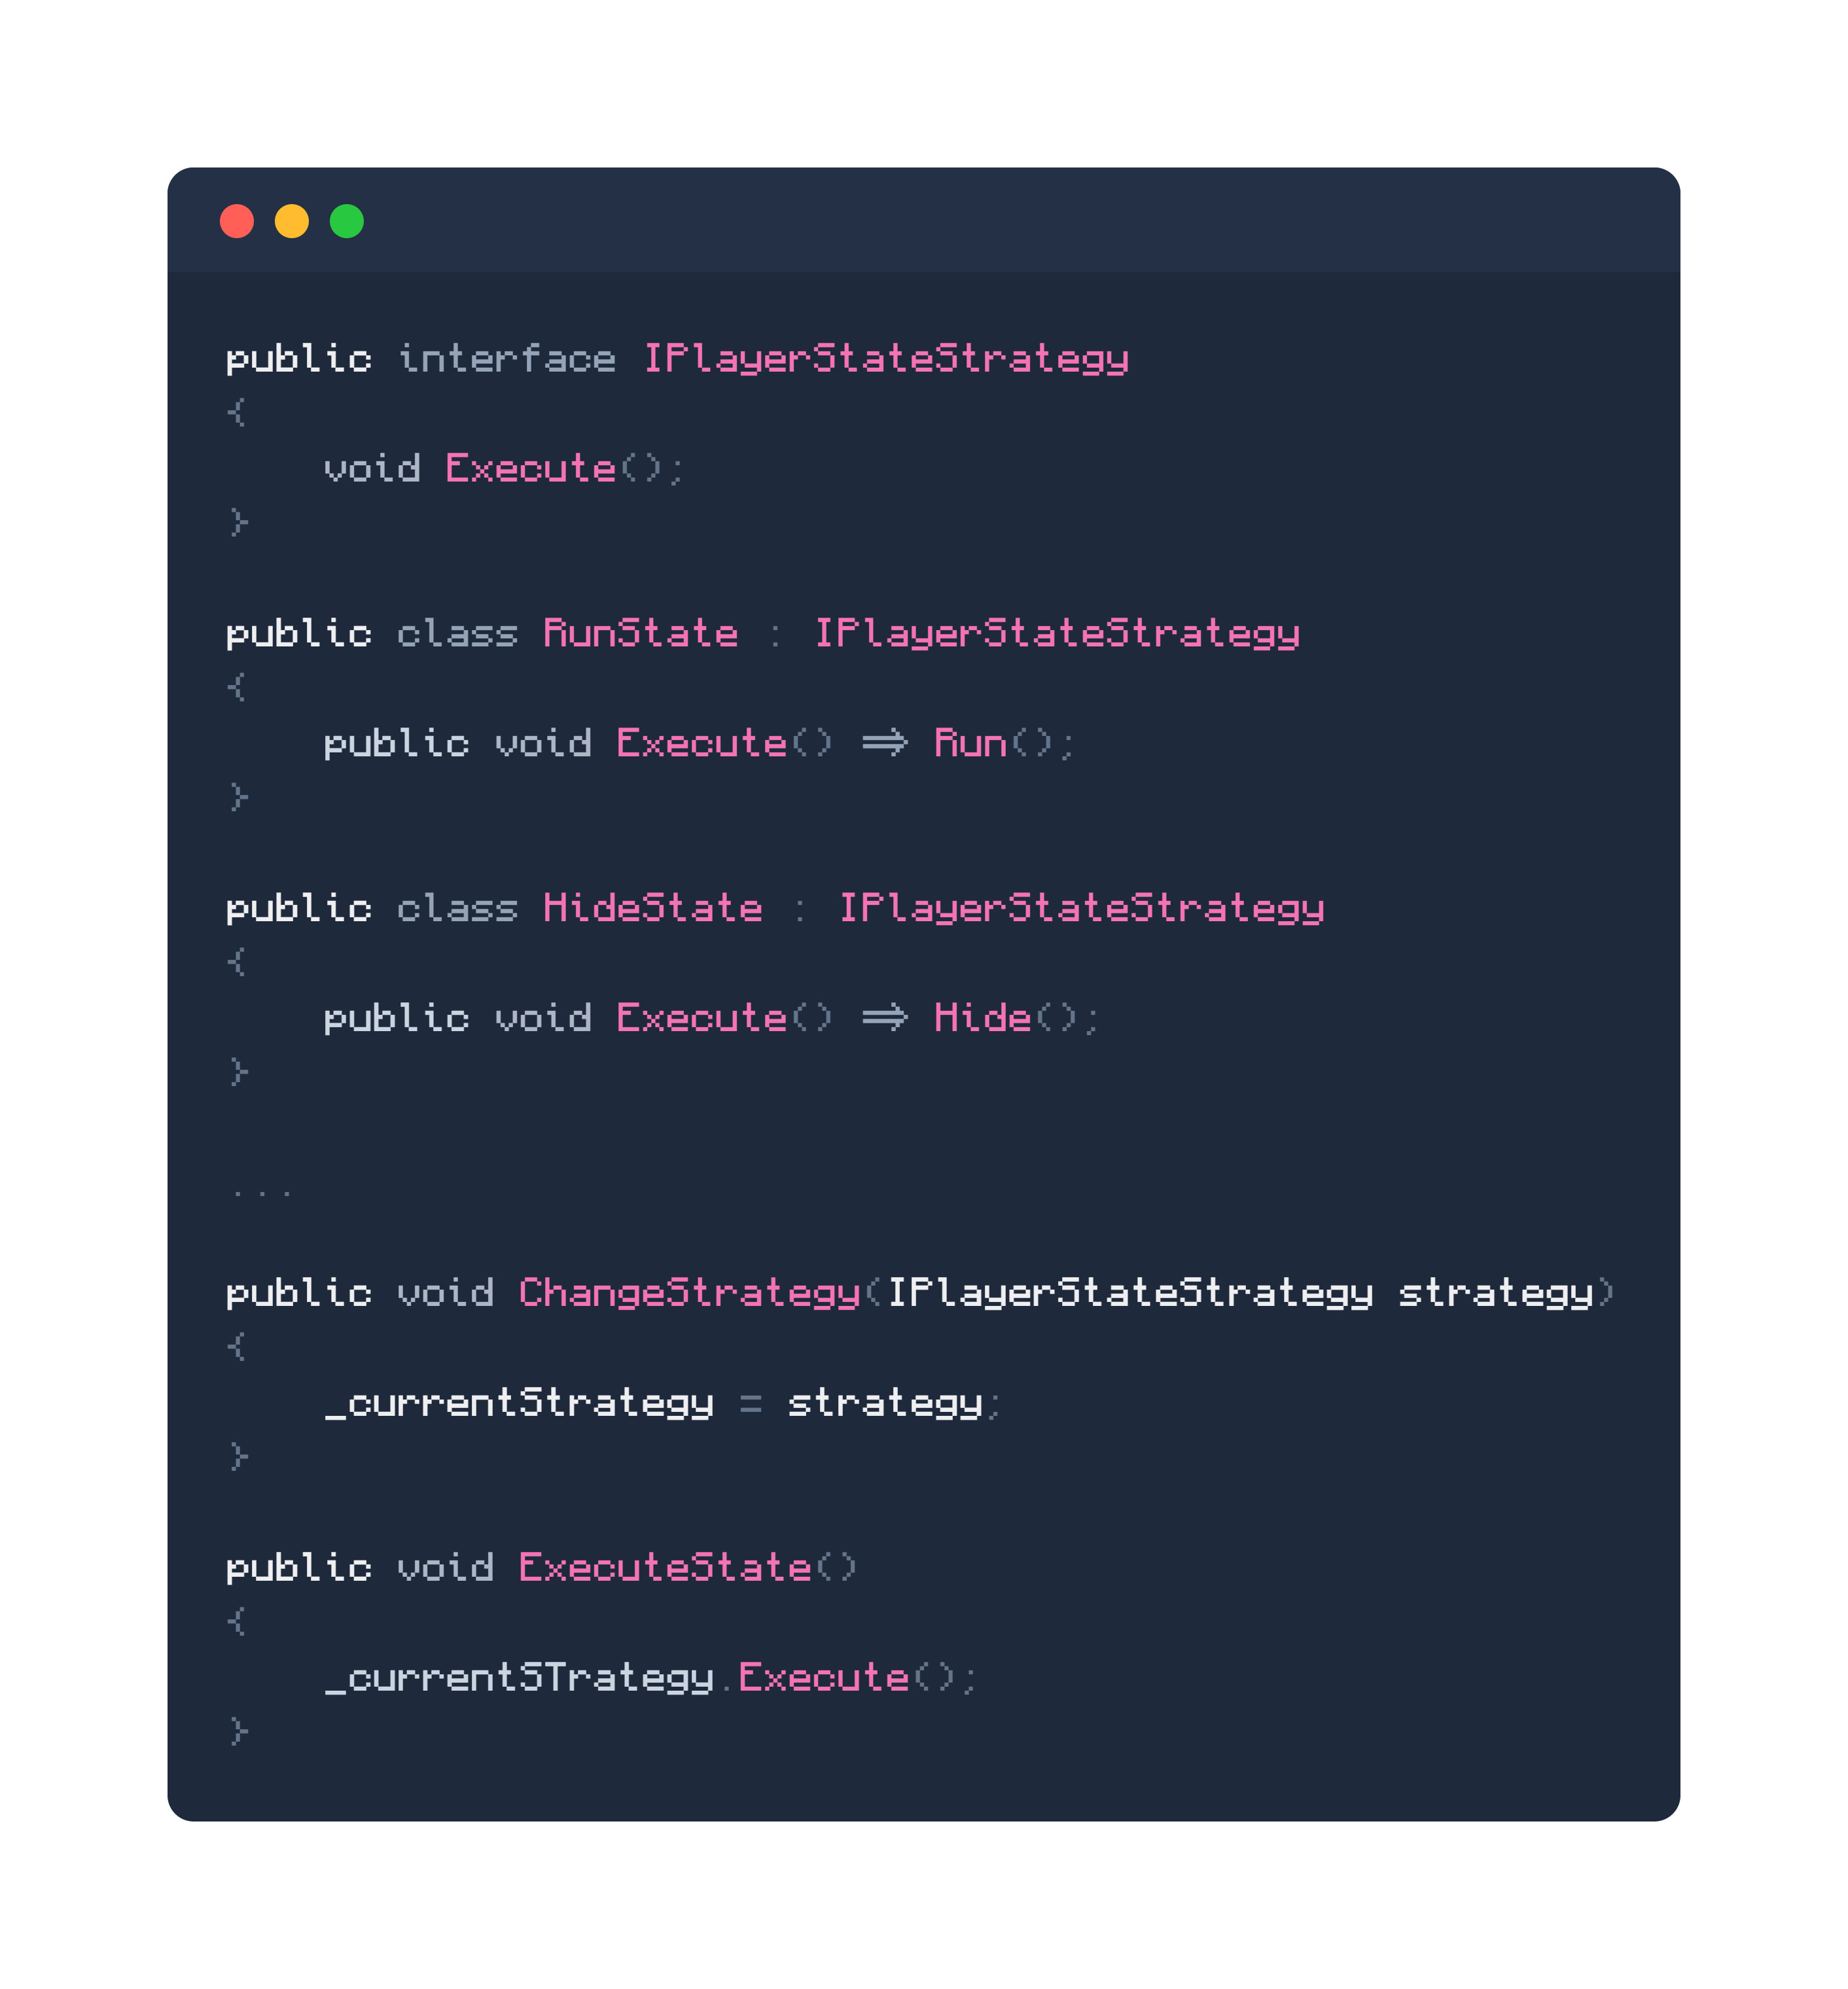 public interface IPlayerStateStrategy
{
    void Execute();
}
public class RunState : IPlayerStateStrategy
{
    public void Execute() => Run();
}
public class HideState : IPlayerStateStrategy
{
    public void Execute() => Hide();
}
...
public void ChangeStrategy(IPlayerStateStrategy strategy)
{
    _currentStrategy = strategy;
}
public void ExecuteState()
{
    _currentSTrategy.Execute();
}